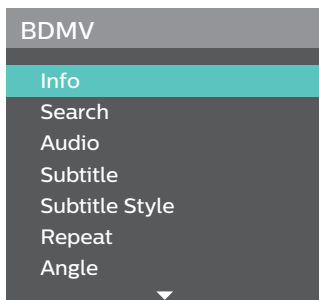 BDMV
Info
Search
Audio
Subtitle
Subtitle Style
Repeat
Angle